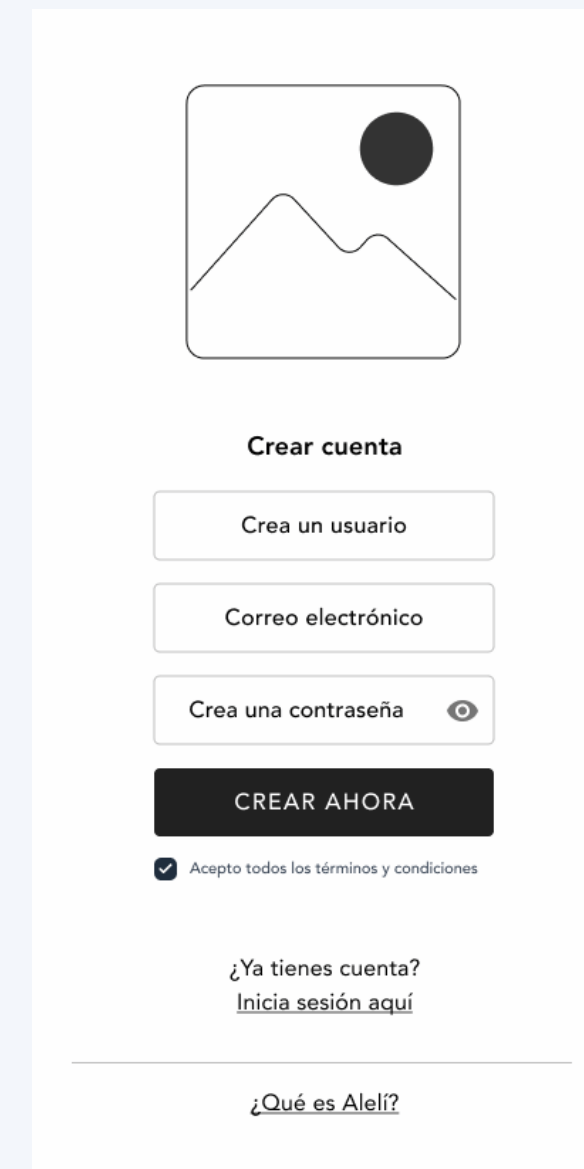 Crear cuenta
Crea un usuario
Correo electrónico
Crea una contraseña
CREAR AHORA
Acepto todos los términos y condiciones
¿Ya tienes cuenta?
Inicia sesión aquí
¿Qué es Alelí?